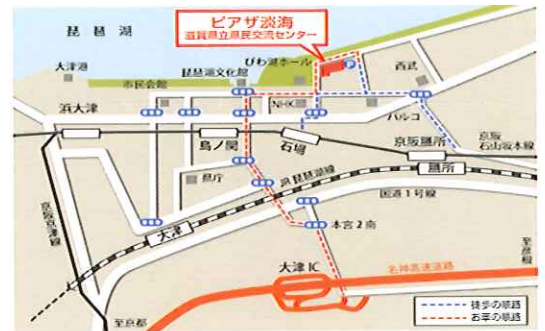 ピアザ淡海
滋賀県立県民交流センター
琵琶湖
びわ湖ホール
大津港
琵琶湖文化館
西武
市民会館
P
浜大津
NHK
パルコ
島ノ関
石場
京阪膳所
京阪
石山坂本線
膳所
県庁
JR琵琶湖線
国道1号線
京阪京津線
大津
本宮2南
至彦根
大津IC
名神高速道路
至京都
徒歩の順路
お車の順路